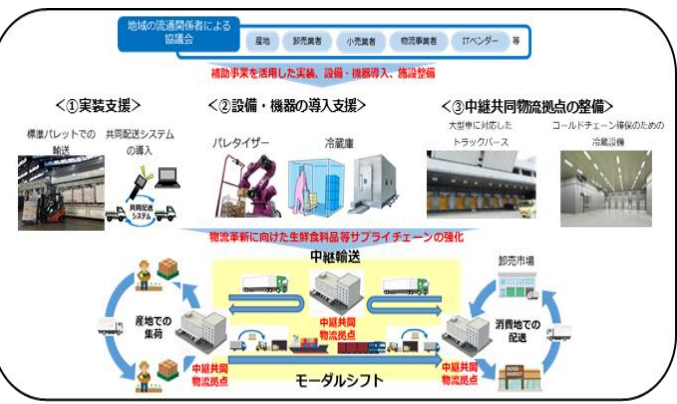 地域の流通関係者による
協議会
産地
卸売業者
小売業者
物流事業者
ITベンダー
等
補助事業を活用した実装、設備・機器導入、施設整備
<①実装支援>
<②設備・機器の導入支援>
<③中継共同物流拠点の整備>
標準パレットでの
輸送
共同配送システム
の導入
パレタイザー
冷蔵庫
大型車に対応した
トラックバース
コールドチェーン確保のための
冷蔵設備
共同配送
システム
物流革新に向けた生鮮食料品等サプライチェーンの強化
中継輸送
卸売市場
産地での
集荷
中継共同
物流拠点
消費地での
配送
中継共同
物流拠点
モーダルシフト
中継共同
物流拠点